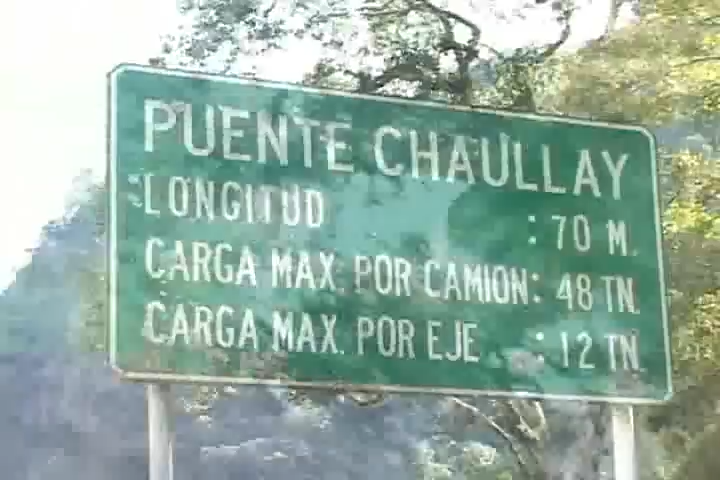 PUENTE CHAULLAY
LONGITUD : 70 M.
CARGA MAX. POR CAMION: 48 TN.
CARGA MAX. POR EJE : 12 TN.